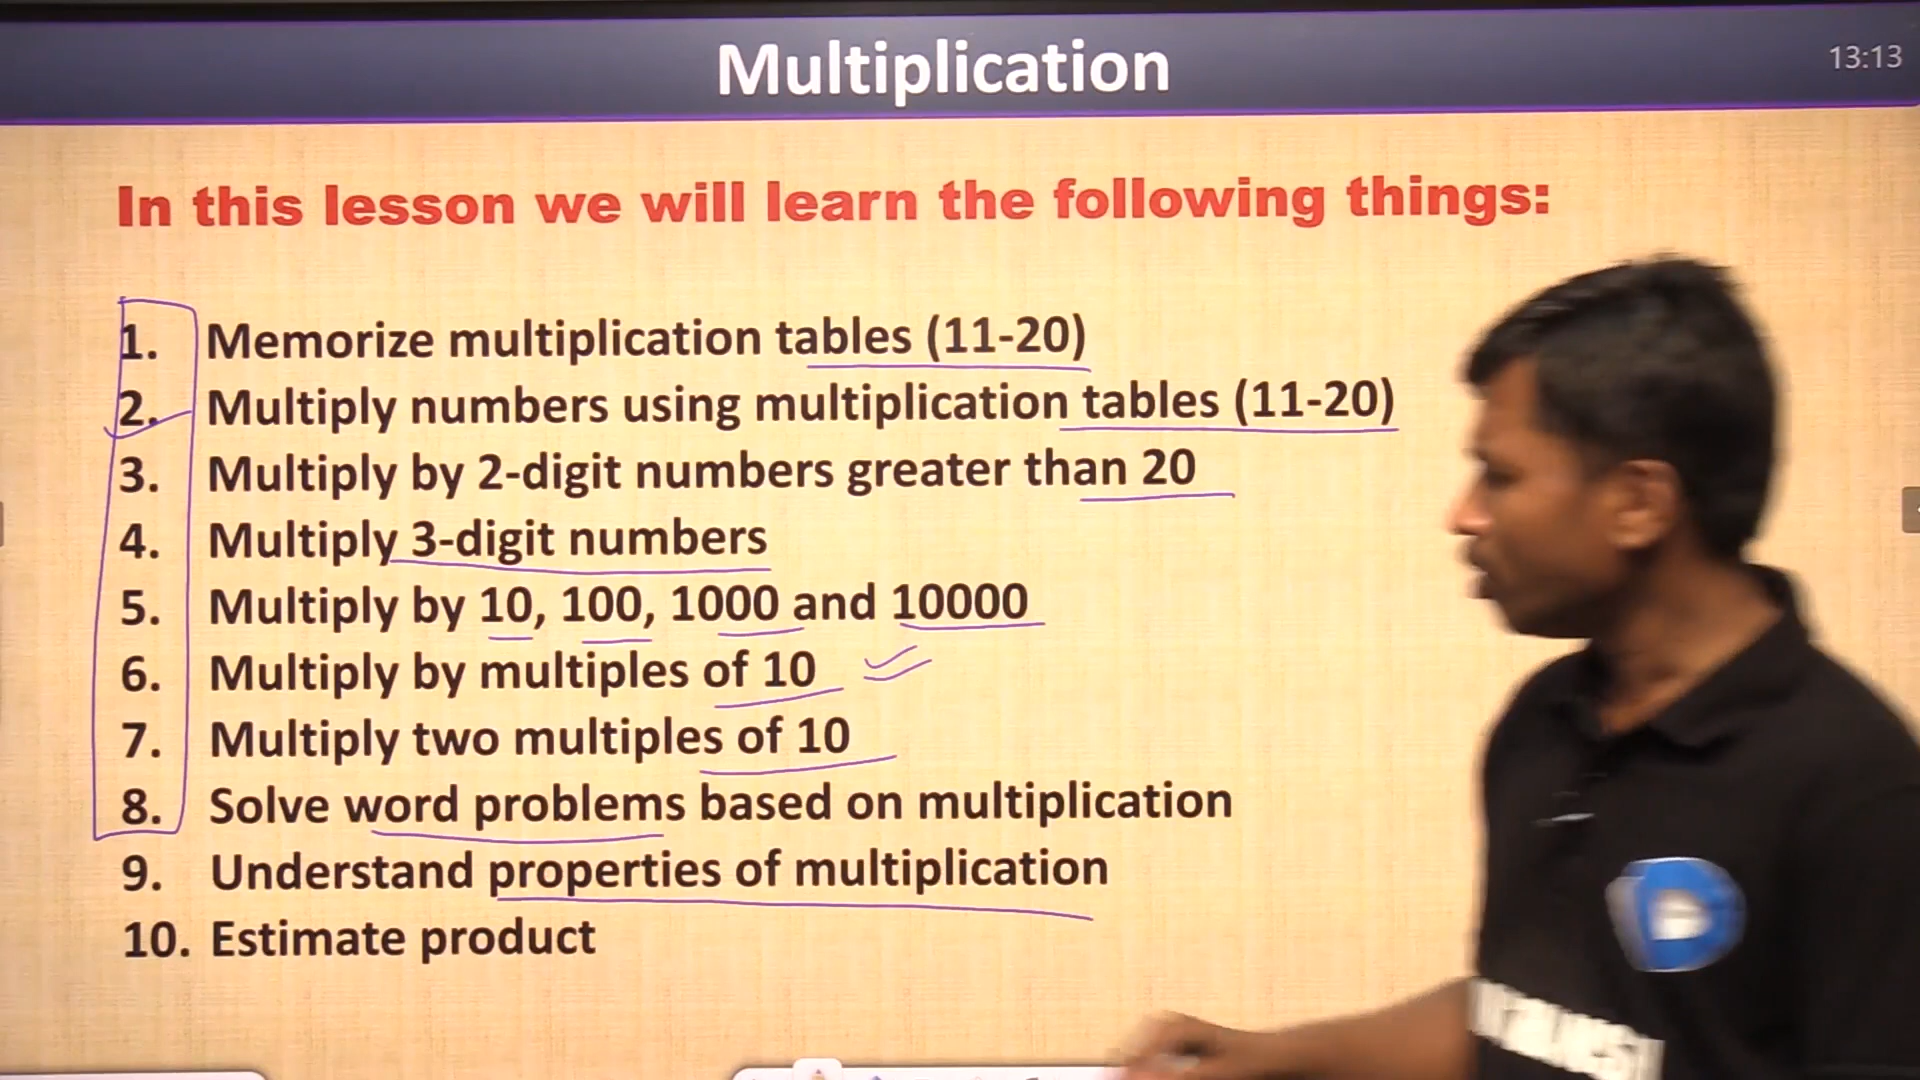 Multiplication
13:13
In this lesson we will learn the following things:
1. Memorize multiplication tables (11-20)
2. Multiply numbers using multiplication tables (11-20)
3. Multiply by 2-digit numbers greater than 20
4. Multiply 3-digit numbers
5. Multiply by 10, 100, 1000 and 10000
6. Multiply by multiples of 10
7. Multiply two multiples of 10
8. Solve word problems based on multiplication
9. Understand properties of multiplication
10. Estimate product